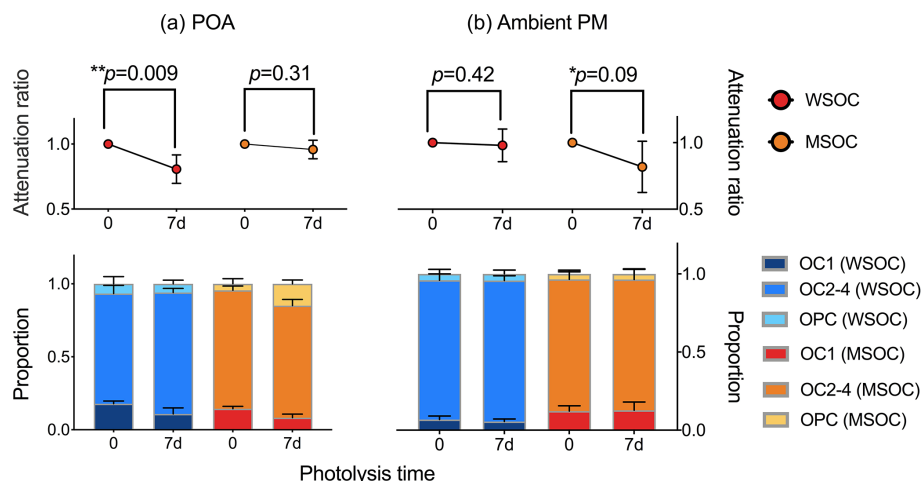 (a) POA
(b) Ambient PM
**p=0.009
p=0.31
p=0.42
*p=0.09
Attenuation ratio
1.0
0.5
0
7d
0
7d
0
7d
0
7d
1.0
0.5
Attenuation ratio
WSOC
MSOC
Proportion
1.0
0.5
0.0
0
7d
0
7d
0
7d
0
7d
1.0
0.5
0.0
Proportion
OC1 (WSOC)
OC2-4 (WSOC)
OPC (WSOC)
OC1 (MSOC)
OC2-4 (MSOC)
OPC (MSOC)
Photolysis time